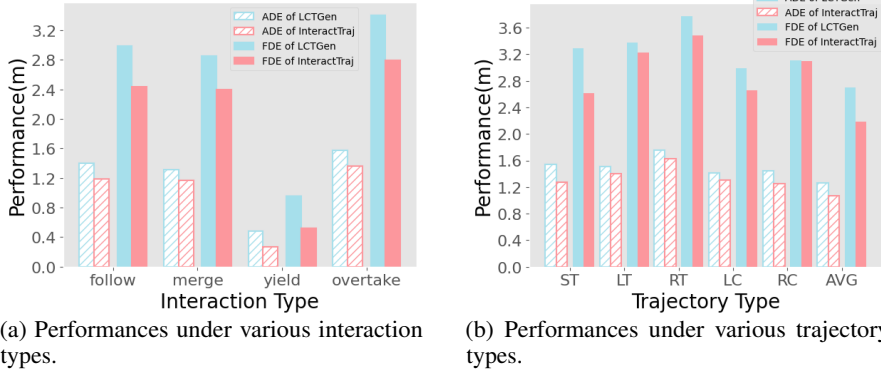 ADE of LCTGen
ADE of InteractTraj
FDE of LCTGen
FDE of InteractTraj
Performance(m)
3.2
2.8
2.4
2.0
1.6
1.2
0.8
0.4
0.0
follow merge yield overtake
Interaction Type
(a) Performances under various interaction
types.
ADE of LCTGen
ADE of InteractTraj
FDE of LCTGen
FDE of InteractTraj
Performance(m)
3.6
3.2
2.8
2.4
2.0
1.6
1.2
0.8
0.4
0.0
ST LT RT LC RC AVG
Trajectory Type
(b) Performances under various trajectory
types.